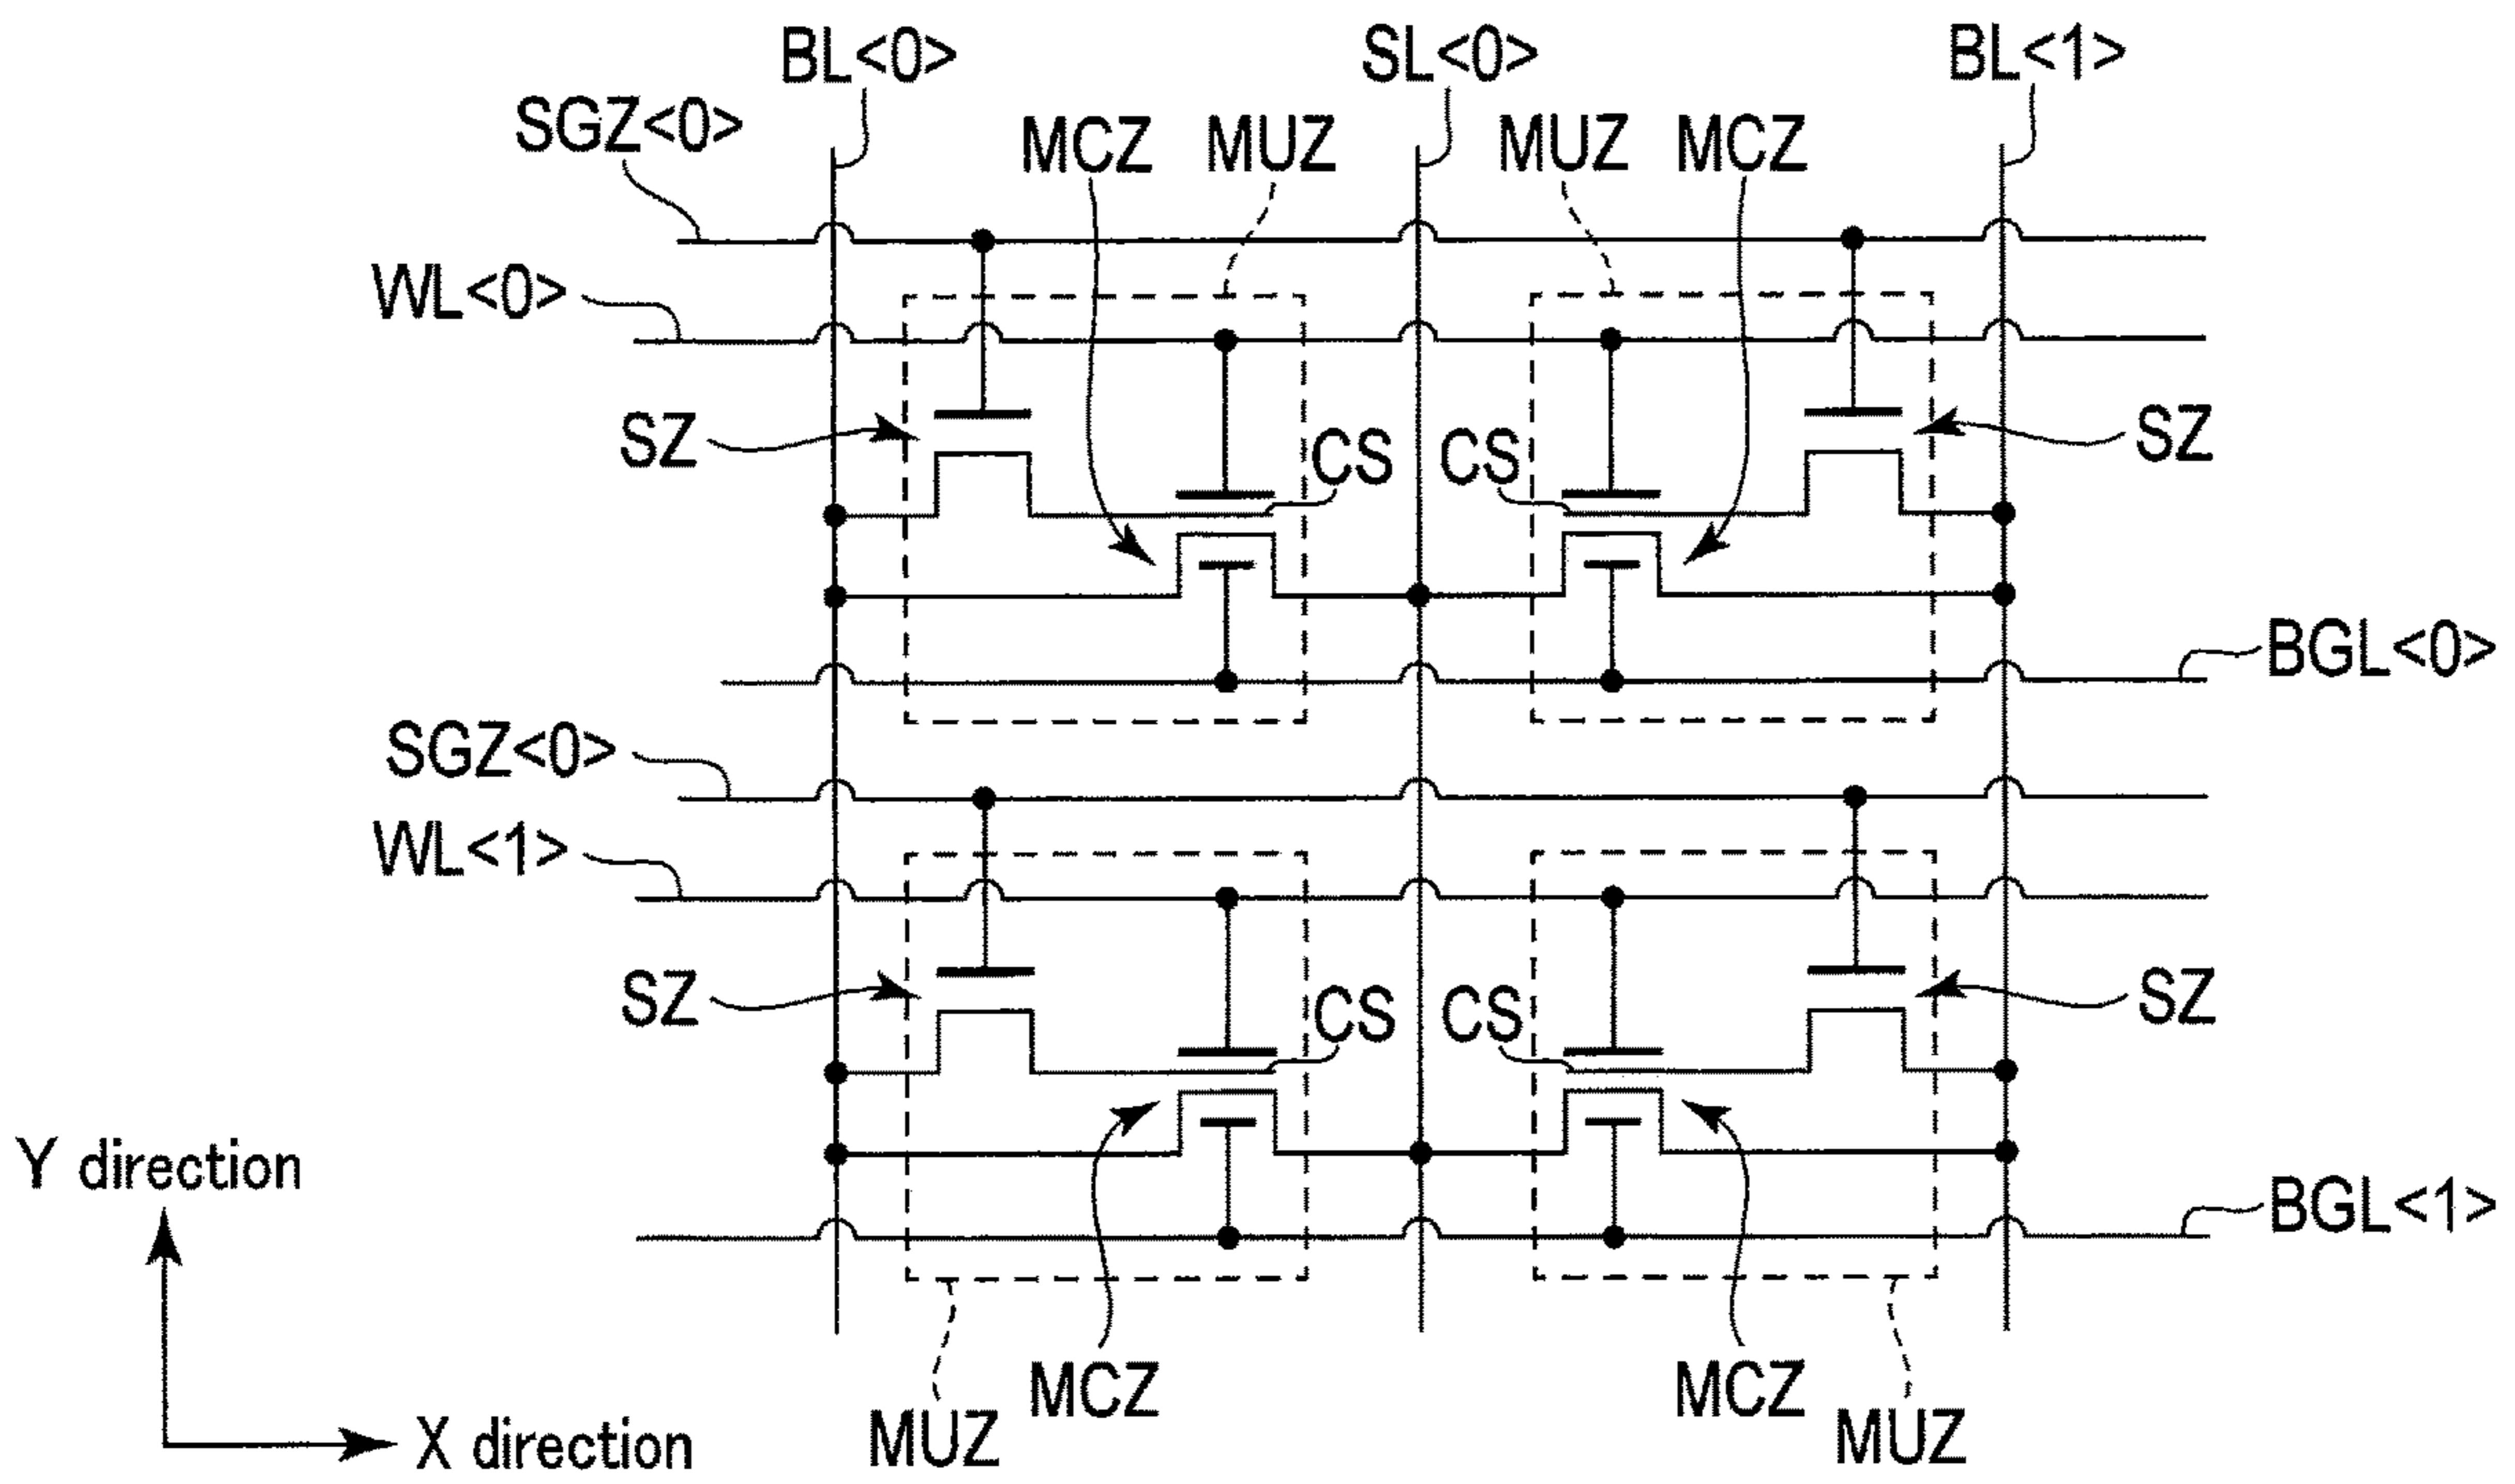 BL<0>
SL<0>
BL<1>
SGZ<0>
MCZ
MUZ
MUZ
MCZ
WL<0>
SZ
CS
CS
SZ
BGL<0>
SGZ<0>
WL<1>
SZ
CS
CS
SZ
Y direction
BGL<1>
MCZ
MCZ
X direction
MUZ
MUZ